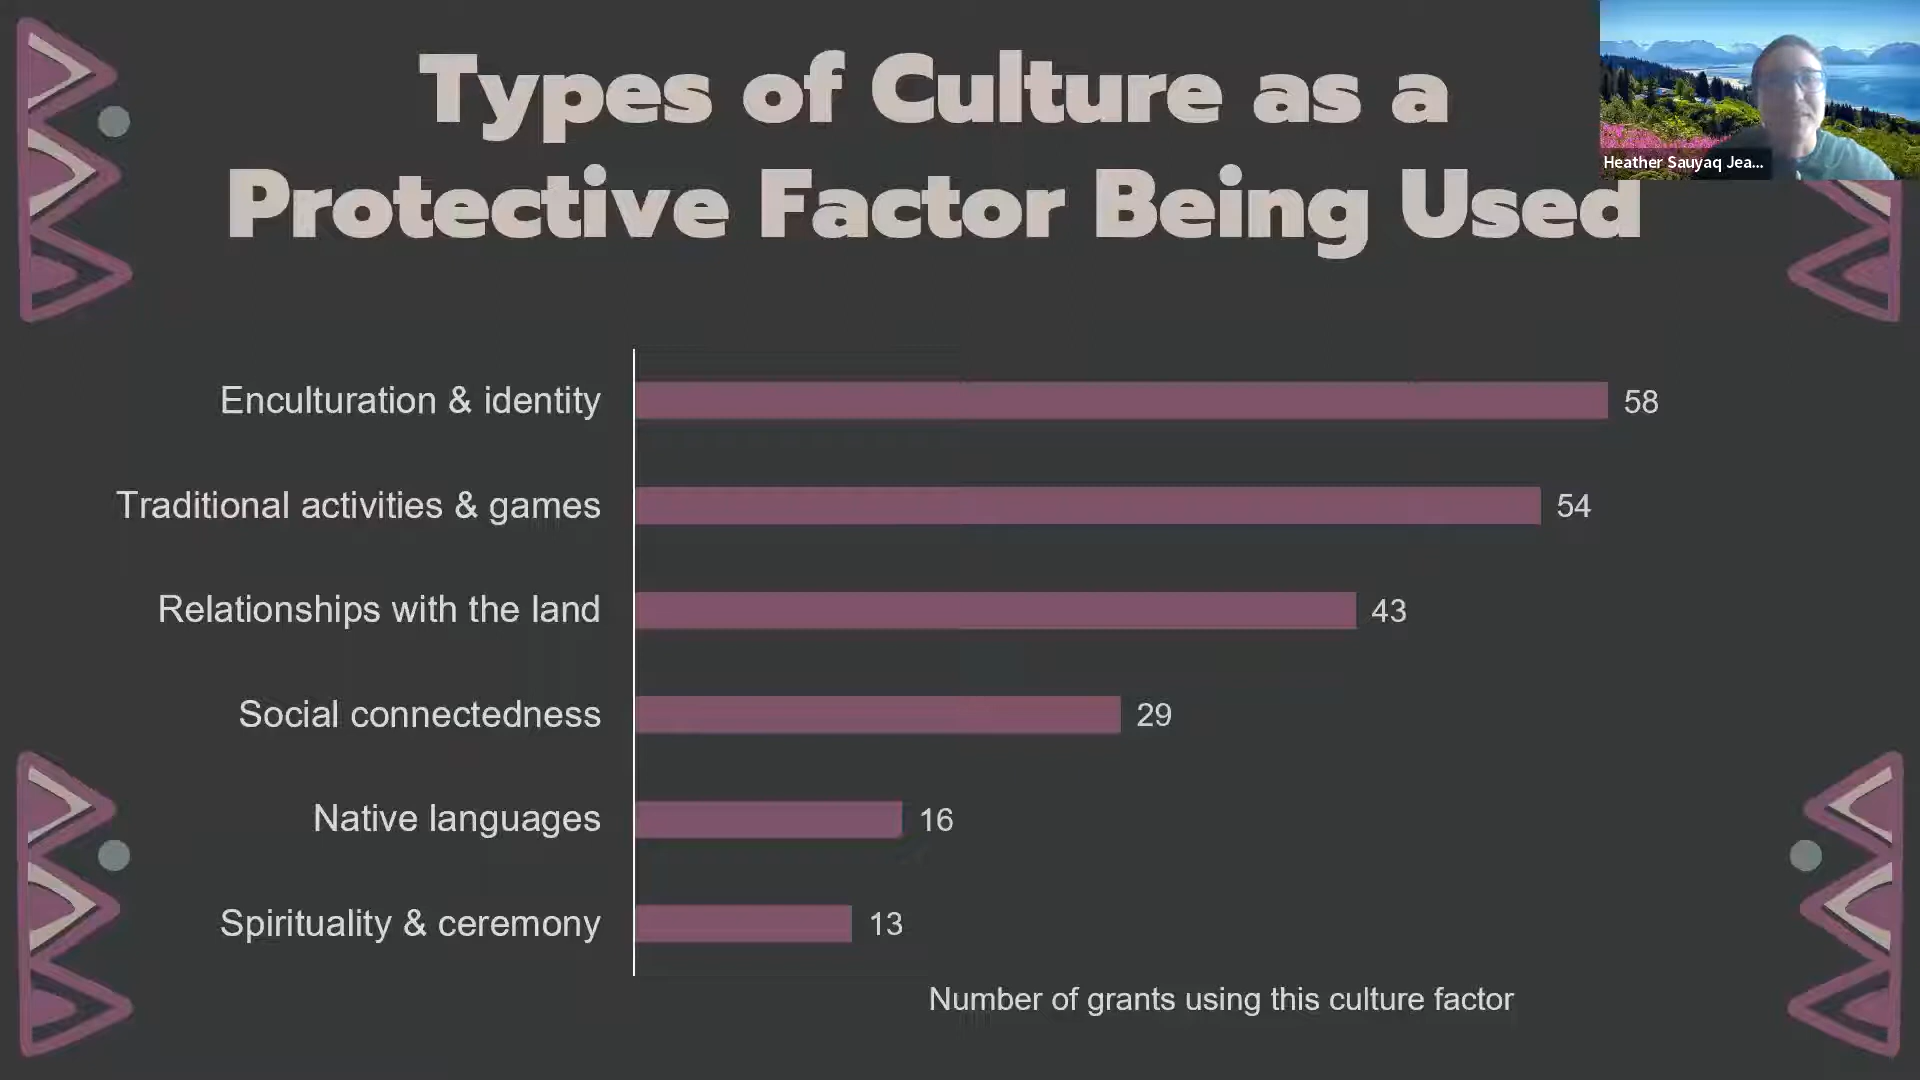 Types of Culture as a
Protective Factor Being Used
Heather Sauyaq Jea...
Enculturation & identity
58
Traditional activities & games
54
Relationships with the land
43
Social connectedness
29
Native languages
16
Spirituality & ceremony
13
Number of grants using this culture factor